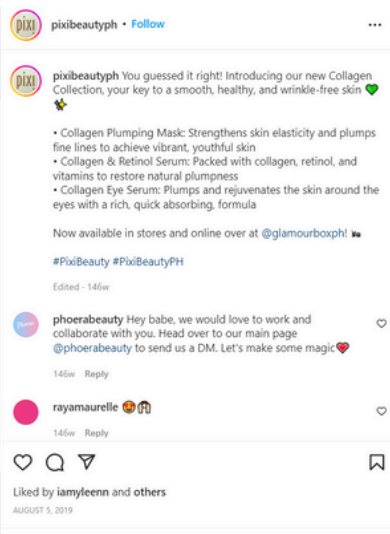 PIXI
pixibeautyph • Follow
PIXI
pixibeautyph You guessed it right! Introducing our new Collagen
Collection, your key to a smooth, healthy, and wrinkle-free skin 💚
✨
• Collagen Plumping Mask: Strengthens skin elasticity and plumps
fine lines to achieve vibrant, youthful skin
• Collagen & Retinol Serum: Packed with collagen, retinol, and
vitamins to restore natural plumpness
• Collagen Eye Serum: Plumps and rejuvenates the skin around the
eyes with a rich, quick absorbing, formula
Now available in stores and online over at @glamourboxph!
#PixiBeauty #PixiBeautyPH
Edited · 146w
phoerabeauty Hey babe, we would love to work and
collaborate with you. Head over to our main page
@phoerabeauty to send us a DM. Let's make some magic💗
146w Reply
rayamaurelle 😍🙌
146w Reply
Liked by iamyleenn and others
AUGUST 5, 2019